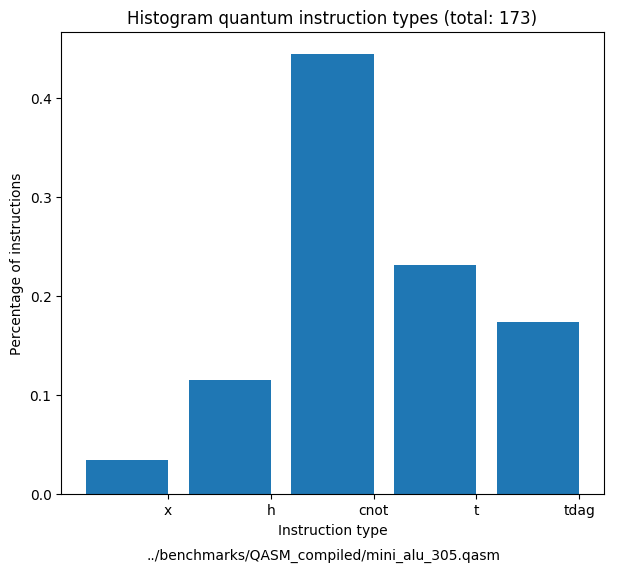 Histogram quantum instruction types (total: 173)
Percentage of instructions
0.4
0.3
0.2
0.1
0.0
x h cnot t tdag
Instruction type
../benchmarks/QASM_compiled/mini_alu_305.qasm